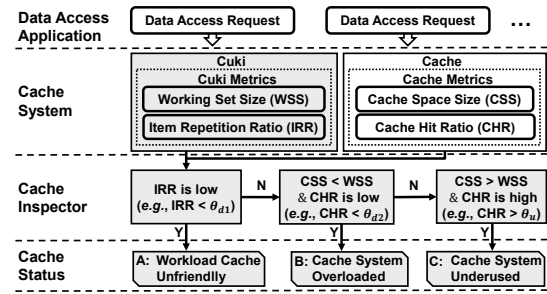 Data Access
Application
Data Access Request
Data Access Request
...
Cache
System
Cuki
Cuki Metrics
Working Set Size (WSS)
Item Repetition Ratio (IRR)
Cache
Cache Metrics
Cache Space Size (CSS)
Cache Hit Ratio (CHR)
Cache
Inspector
IRR is low
(e.g., IRR < θd1)
N
CSS < WSS
& CHR is low
(e.g., CHR < θd2)
N
CSS > WSS
& CHR is high
(e.g., CHR > θu)
Y
Y
Y
Cache
Status
A: Workload Cache
Unfriendlly
B: Cache System
Overloaded
C: Cache System
Underused